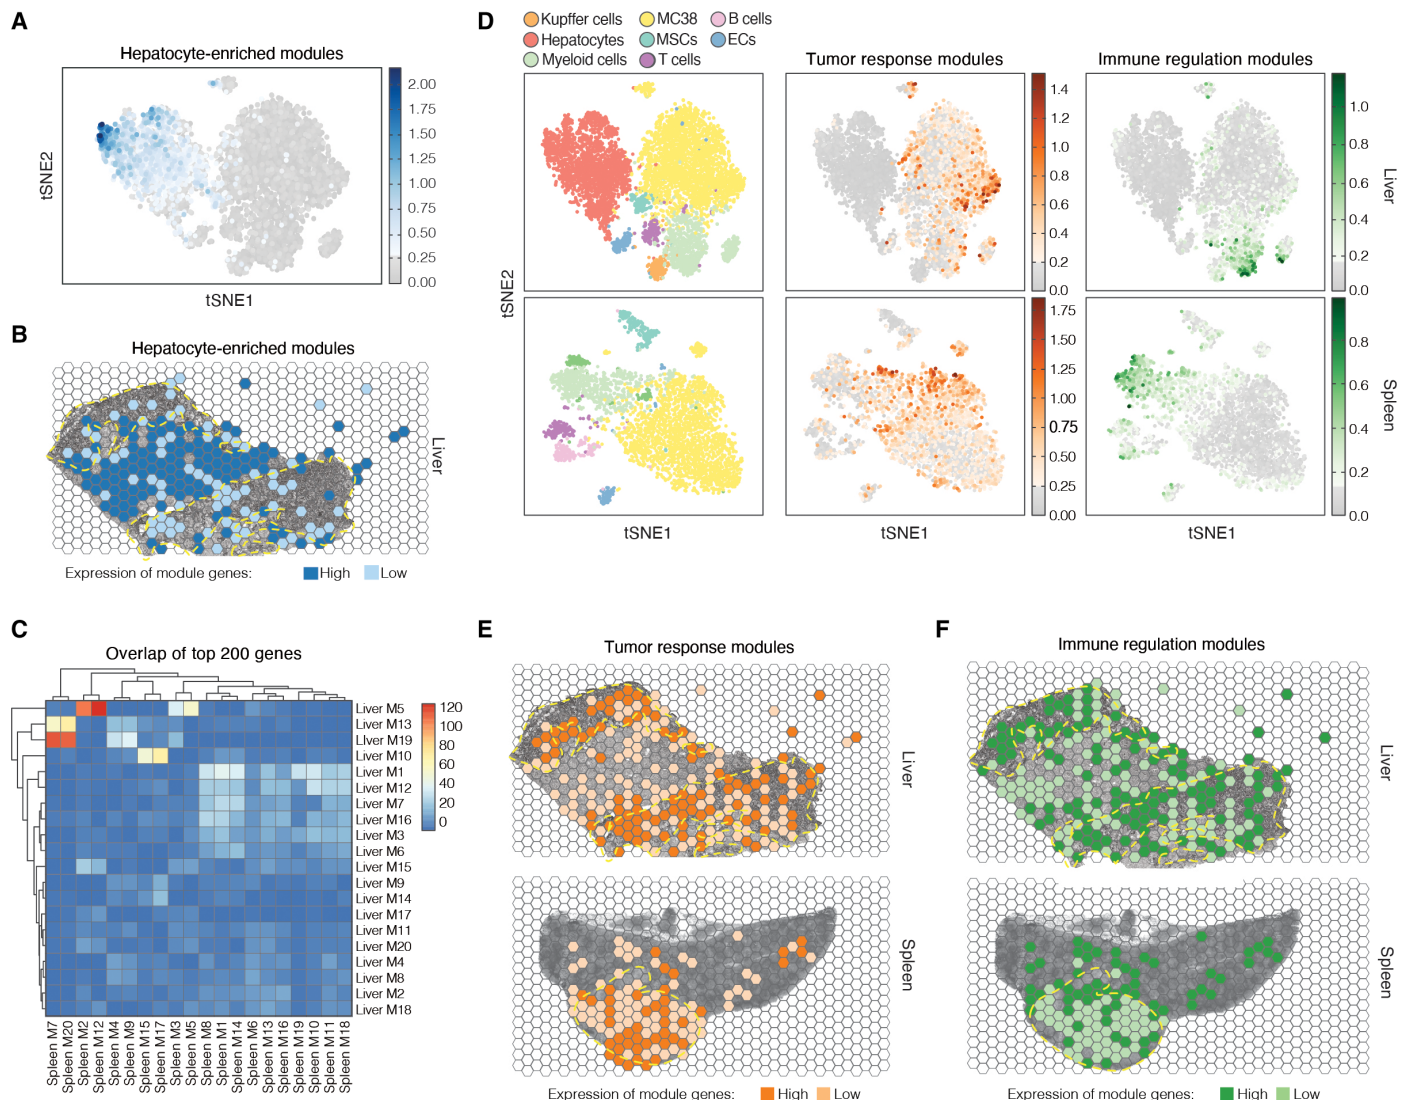 A
Hepatocyte-enriched modules
2.00
1.75
1.50
1.25
1.00
0.75
0.50
0.25
0.00
tSNE2
tSNE1
B
Hepatocyte-enriched modules
Liver
Expression of module genes: High Low
C
Overlap of top 200 genes
Liver M5
Liver M13
Liver M19
Liver M10
Liver M1
Liver M12
Liver M7
Liver M16
Liver M3
Liver M6
Liver M15
Liver M9
Liver M14
Liver M17
Liver M11
Liver M20
Liver M4
Liver M8
Liver M2
Liver M18
120
100
80
60
40
20
0
Spleen M7
Spleen M20
Spleen M2
Spleen M12
Spleen M4
Spleen M9
Spleen M15
Spleen M17
Spleen M3
Spleen M5
Spleen M8
Spleen M1
Spleen M14
Spleen M6
Spleen M13
Spleen M16
Spleen M19
Spleen M10
Spleen M11
Spleen M18
D
Kupffer cells MC38 B cells
Hepatocytes MSCs ECs
Myeloid cells T cells
Tumor response modules
Immune regulation modules
1.4
1.2
1.0
0.8
0.6
0.4
0.2
0.0
1.0
0.8
0.6
0.4
0.2
0.0
Liver
tSNE2
1.75
1.50
1.25
1.00
0.75
0.50
0.25
0.00
0.8
0.6
0.4
0.2
0.0
Spleen
tSNE1
tSNE1
tSNE1
E
Tumor response modules
Liver
Spleen
Expression of module genes: High Low
F
Immune regulation modules
Liver
Spleen
Expression of module genes: High Low